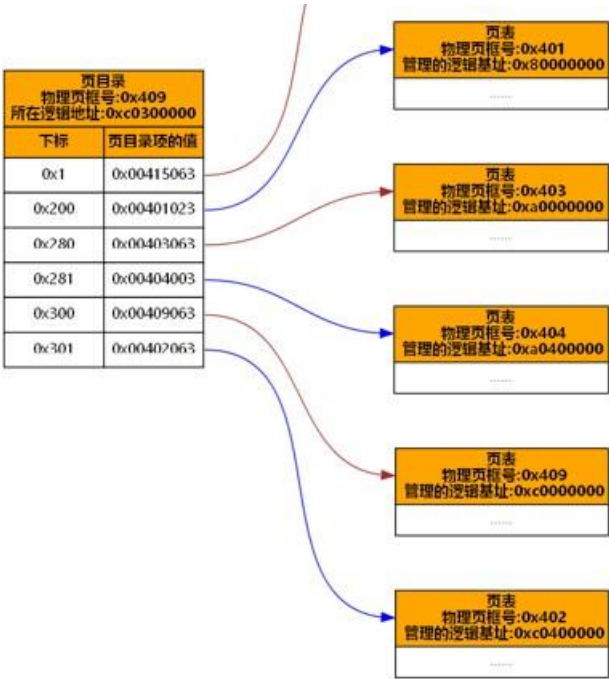 页目录
物理页框号:0x409
所在逻辑地址:0xc0300000
下标 页目录项的值
0x1 0x00415063
0x200 0x00401023
0x280 0x00403063
0x281 0x00404003
0x300 0x00409063
0x301 0x00402063
页表
物理页框号:0x401
管理的逻辑基址:0x80000000
......
页表
物理页框号:0x403
管理的逻辑基址:0xa0000000
......
页表
物理页框号:0x404
管理的逻辑基址:0xa0400000
......
页表
物理页框号:0x409
管理的逻辑基址:0xc0000000
......
页表
物理页框号:0x402
管理的逻辑基址:0xc0400000
......